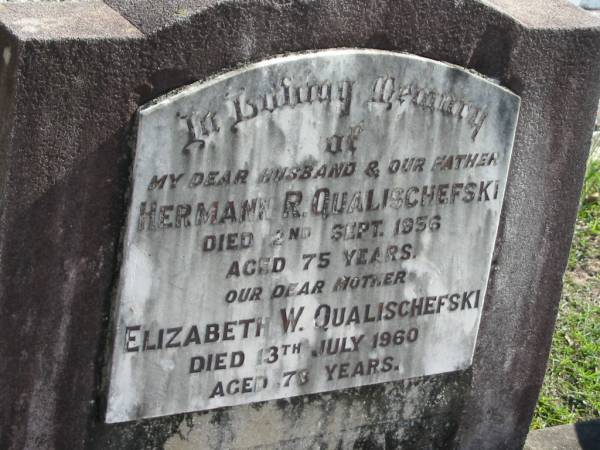 In Loving Memory
of
MY DEAR HUSBAND & OUR FATHER
HERMANN R. QUALISCHEFSKI
DIED 2ND SEPT. 1956
AGED 75 YEARS.
OUR DEAR MOTHER
ELIZABETH W. QUALISCHEFSKI
DIED 13TH JULY 1960
AGED YEARS.